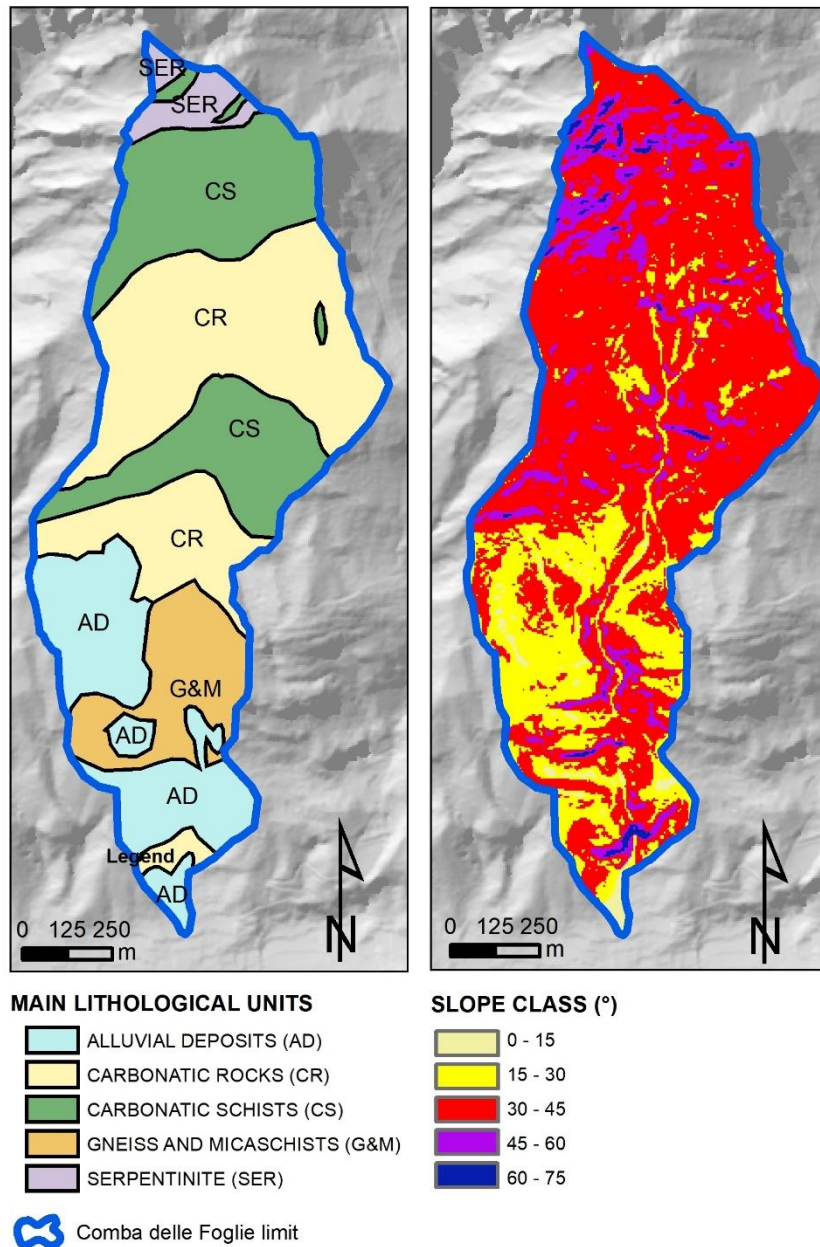 SER
SER
CS
CR
CS
CR
AD
G&M
AD
AD
Legend
AD
0 125 250
m
N
0 125 250
m
N
MAIN LITHOLOGICAL UNITS
ALLUVIAL DEPOSITS (AD)
CARBONATIC ROCKS (CR)
CARBONATIC SCHISTS (CS)
GNEISS AND MICASCHISTS (G&M)
SERPENTINITE (SER)
Comba delle Foglie limit
SLOPE CLASS (°)
0 - 15
15 - 30
30 - 45
45 - 60
60 - 75